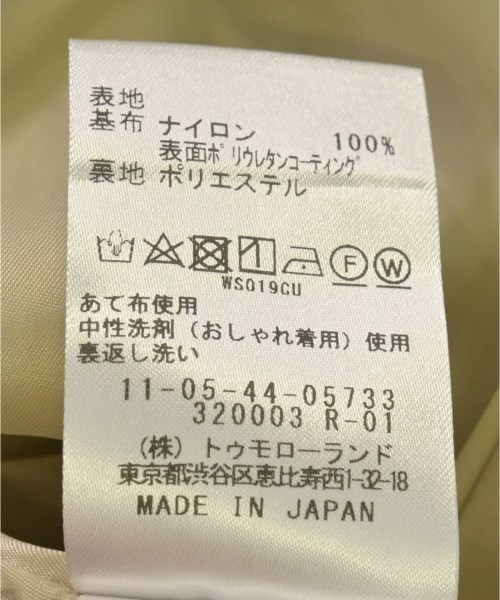 表地
基布 ナイロン 100%
表面ポリウレタンコーティング
裏地 ポリエステル
F W
WS019CU
あて布使用
中性洗剤(おしゃれ着用)使用
裏返し洗い
11-05-44-05733
320003 R-01
(株)トゥモローランド
東京都渋谷区恵比寿西1-32-18
MADE IN JAPAN